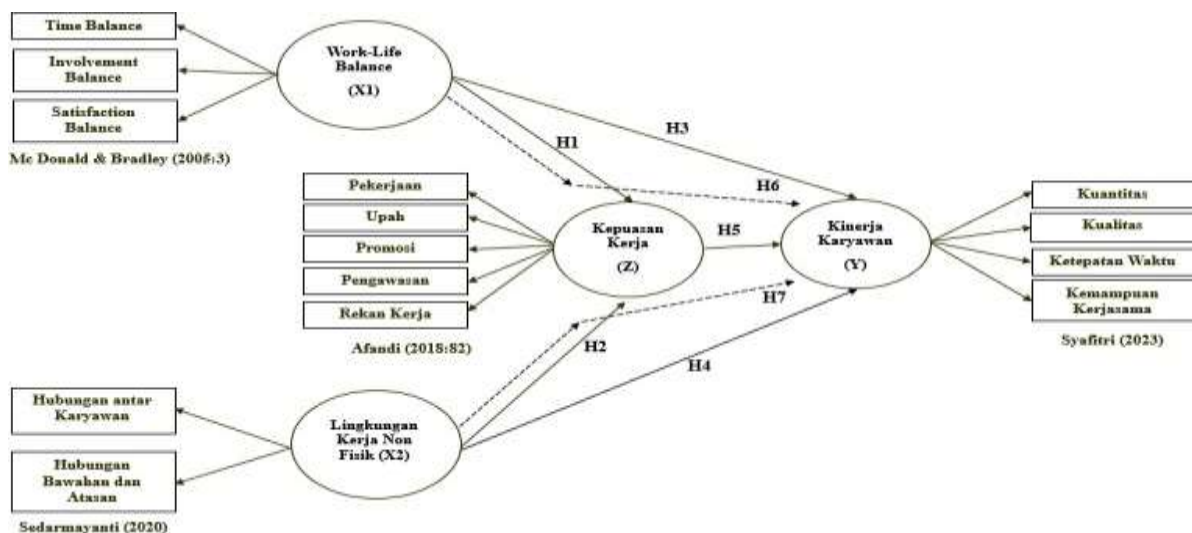 Time Balance
Involvement
Balance
Satisfaction
Balance
Mc Donald & Bradley (2005:3)
Work-Life
Balance
(X1)
H1
H3
H6
Pekerjaan
Upah
Promosi
Pengawasan
Rekan Kerja
Afandi (2018:82)
Kepuasan
Kerja
(Z)
H5
Kinerja
Karyawan
(Y)
Kuantitas
Kualitas
Ketepatan Waktu
Kemampuan
Kerjasama
Syafitri (2023)
H7
H2
H4
Hubungan antar
Karyawan
Hubungan
Bawahan dan
Atasan
Sedarmayanti (2020)
Lingkungan
Kerja Non
Fisik (X2)